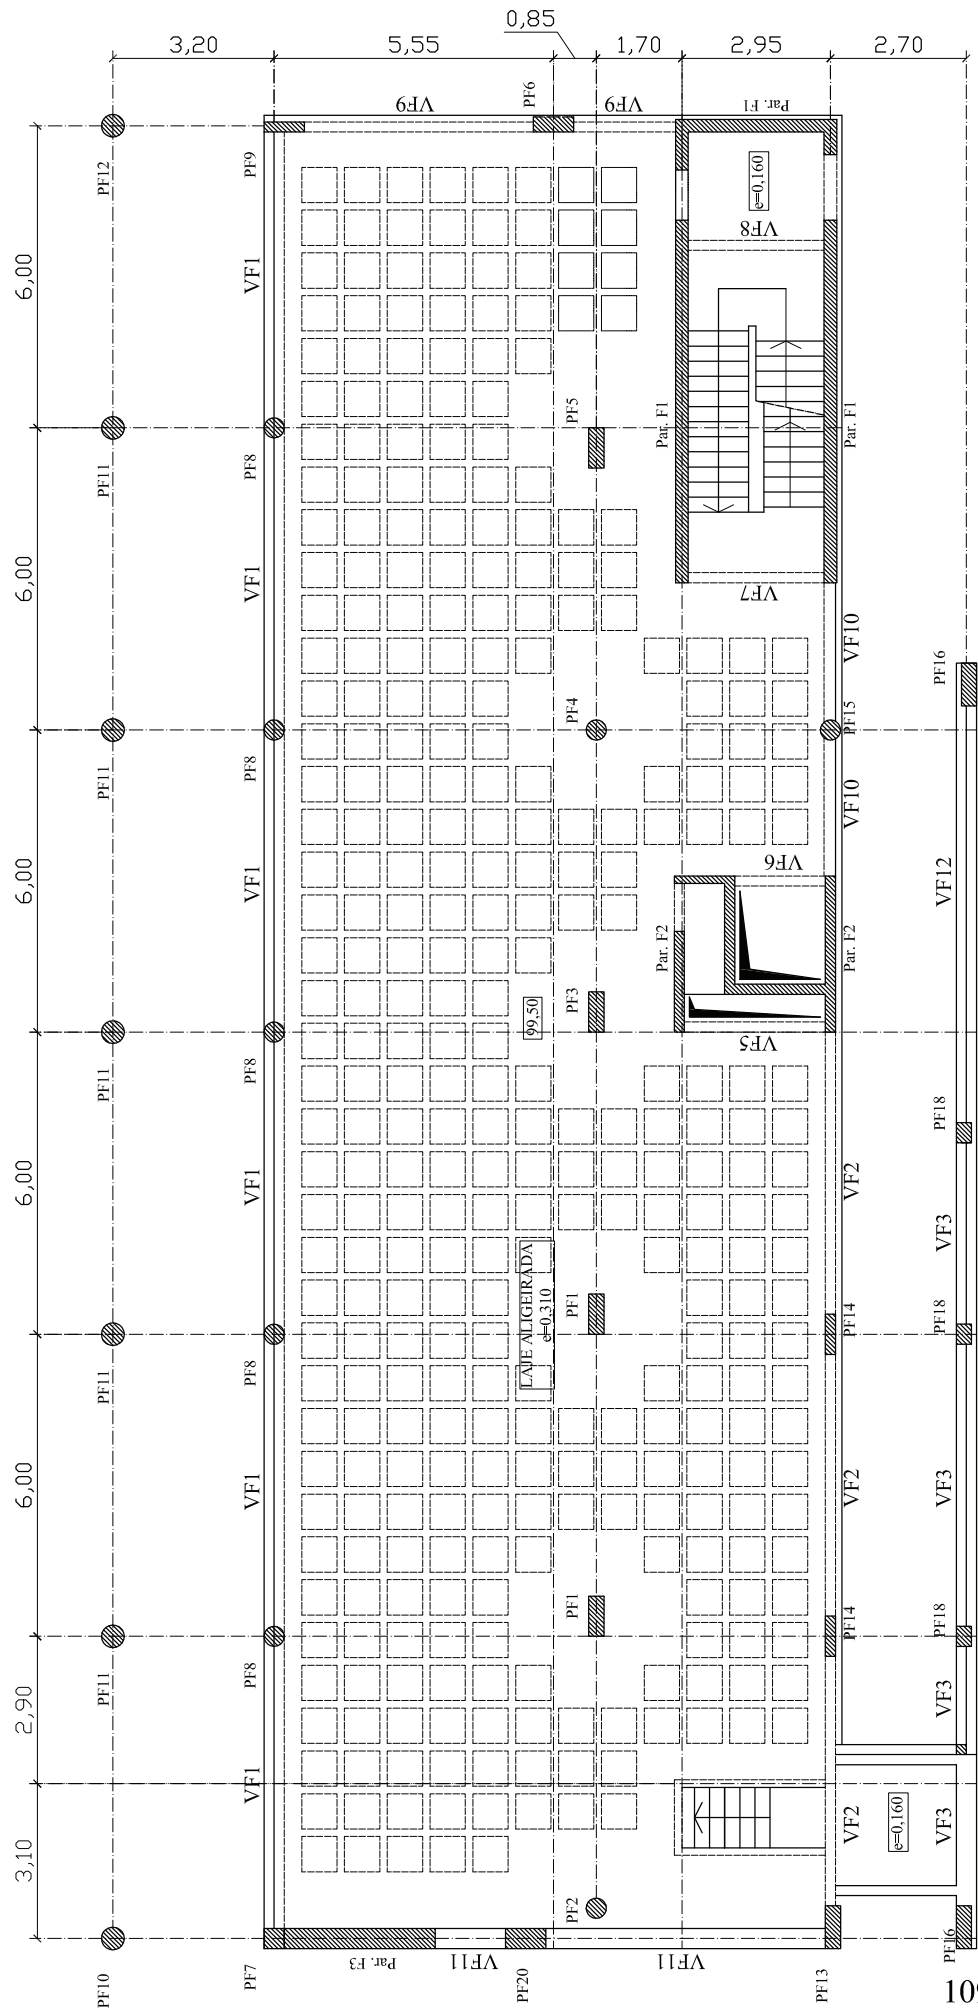 0,85
3,20
5,55
1,70
2,95
2,70
VF9
PF6
VF9
Par. F1
PF12
PF9
e=0,160
VF8
6,00
VF1
PF11
PF8
PF5
Par. F1
Par. F1
6,00
VF1
VF7
VF10
PF16
PF11
PF8
PF4
PF15
6,00
VF1
VF6
VF10
VF12
Par. F2
Par. F2
PF3
99,50
PF11
PF8
VF5
PF18
6,00
VF1
VF2
VF3
LAJE ALIGEIRADA
e=0,310
PF1
PF14
PF18
PF11
PF8
6,00
VF1
VF2
VF3
PF1
PF14
PF18
PF11
PF8
2,90
VF3
VF1
VF2
e=0,160
VF3
3,10
PF2
PF10
PF7
Par. F3
VF11
PF20
VF11
PF13
PF16